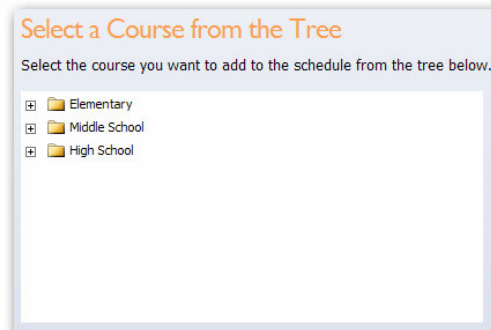 Select a Course from the Tree
Select the course you want to add to the schedule from the tree below.
Elementary
Middle School
High School